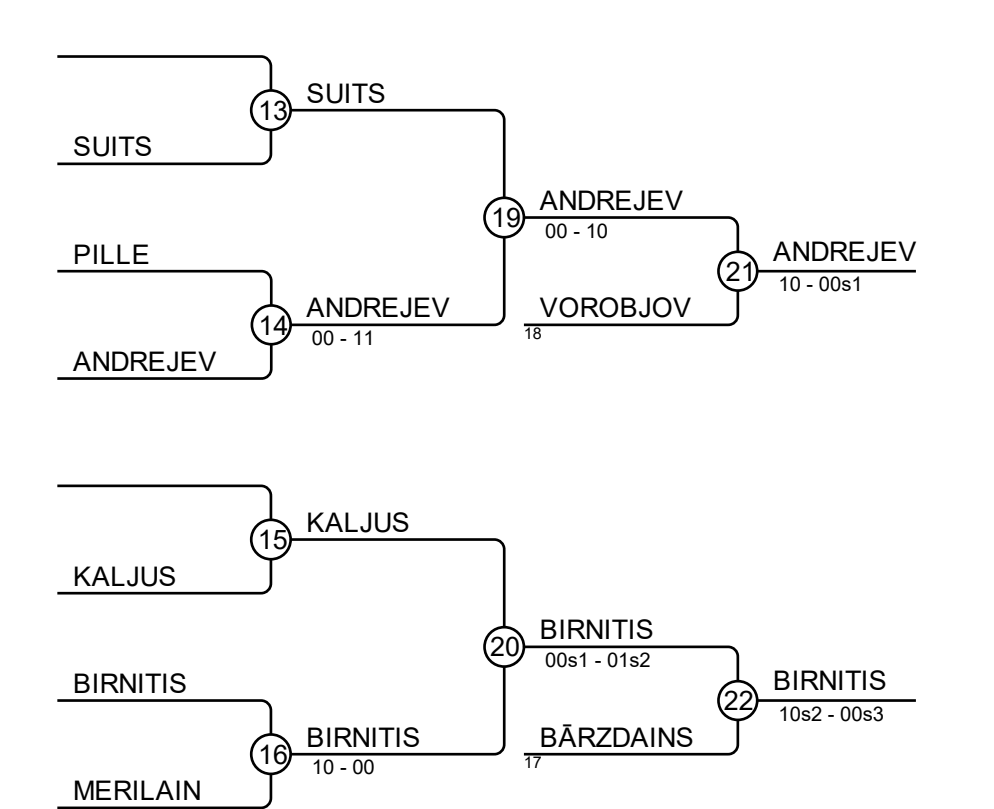 SUITS
13
SUITS
ANDREJEV
00 - 10
19
PILLE
ANDREJEV
10 - 00s1
21
ANDREJEV
00 - 11
14
VOROBJOV
18
ANDREJEV
KALJUS
15
KALJUS
BIRNITIS
00s1 - 01s2
20
BIRNITIS
BIRNITIS
10s2 - 00s3
22
BIRNITIS
10 - 00
16
BĀRZDAINS
17
MERILAIN